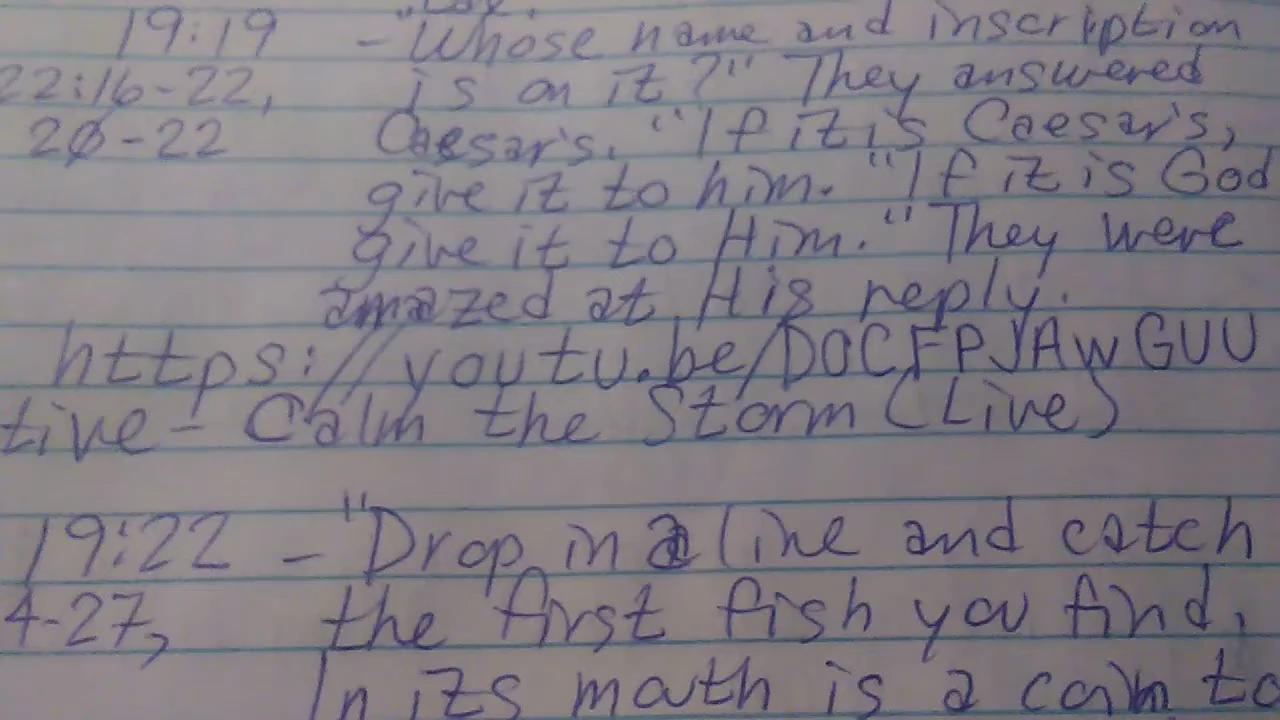 19:19 - Whose name and inscription
22:16-22, is on it?" They answered
20-22 Caesar's. "If it is Caesar's,
give it to him. "If it is God
give it to Him." They were
amazed at His reply.
https://youtu.be/DOCFPJAWGUU
tive - Calm the Storm (Live)
19:22 - "Drop in a line and catch
4-27, the first fish you find,
In its mouth is a coin to